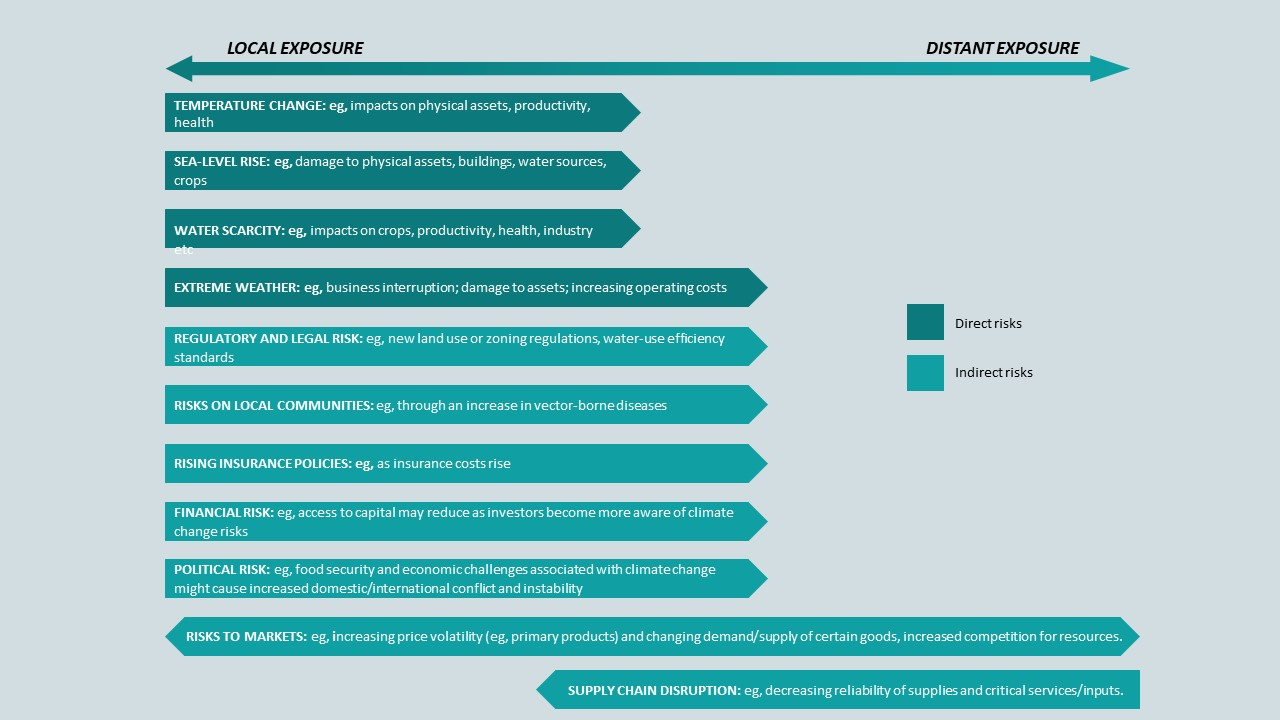 LOCAL EXPOSURE
DISTANT EXPOSURE
TEMPERATURE CHANGE: eg, impacts on physical assets, productivity,
health
SEA-LEVEL RISE: eg, damage to physical assets, buildings, water sources,
crops
WATER SCARCITY: eg, impacts on crops, productivity, health, industry
etc
EXTREME WEATHER: eg, business interruption; damage to assets; increasing operating costs
REGULATORY AND LEGAL RISK: eg, new land use or zoning regulations, water-use efficiency
standards
Direct risks
Indirect risks
RISKS ON LOCAL COMMUNITIES: eg, through an increase in vector-borne diseases
RISING INSURANCE POLICIES: eg, as insurance costs rise
FINANCIAL RISK: eg, access to capital may reduce as investors become more aware of climate
change risks
POLITICAL RISK: eg, food security and economic challenges associated with climate change
might cause increased domestic/international conflict and instability
RISKS TO MARKETS: eg, increasing price volatility (eg, primary products) and changing demand/supply of certain goods, increased competition for resources.
SUPPLY CHAIN DISRUPTION: eg, decreasing reliability of supplies and critical services/inputs.